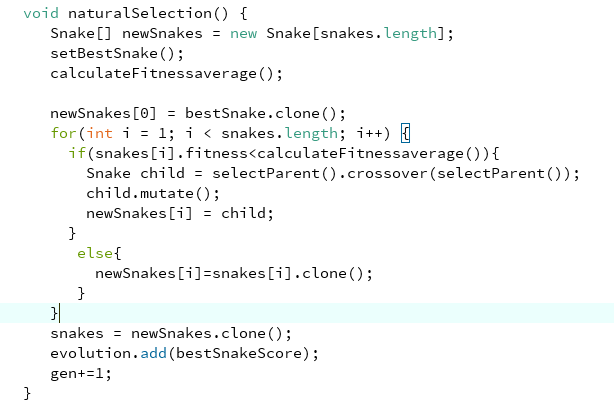 void naturalSelection() {
Snake[] newSnakes = new Snake[snakes.length];
setBestSnake();
calculateFitnessaverage();
newSnakes[0] = bestSnake.clone();
for(int i = 1; i < snakes.length; i++) {
if(snakes[i].fitness<calculateFitnessaverage()){
Snake child = selectParent().crossover(selectParent());
child.mutate();
newSnakes[i] = child;
}
else{
newSnakes[i]=snakes[i].clone();
}
}
snakes = newSnakes.clone();
evolution.add(bestSnakeScore);
gen+=1;
}